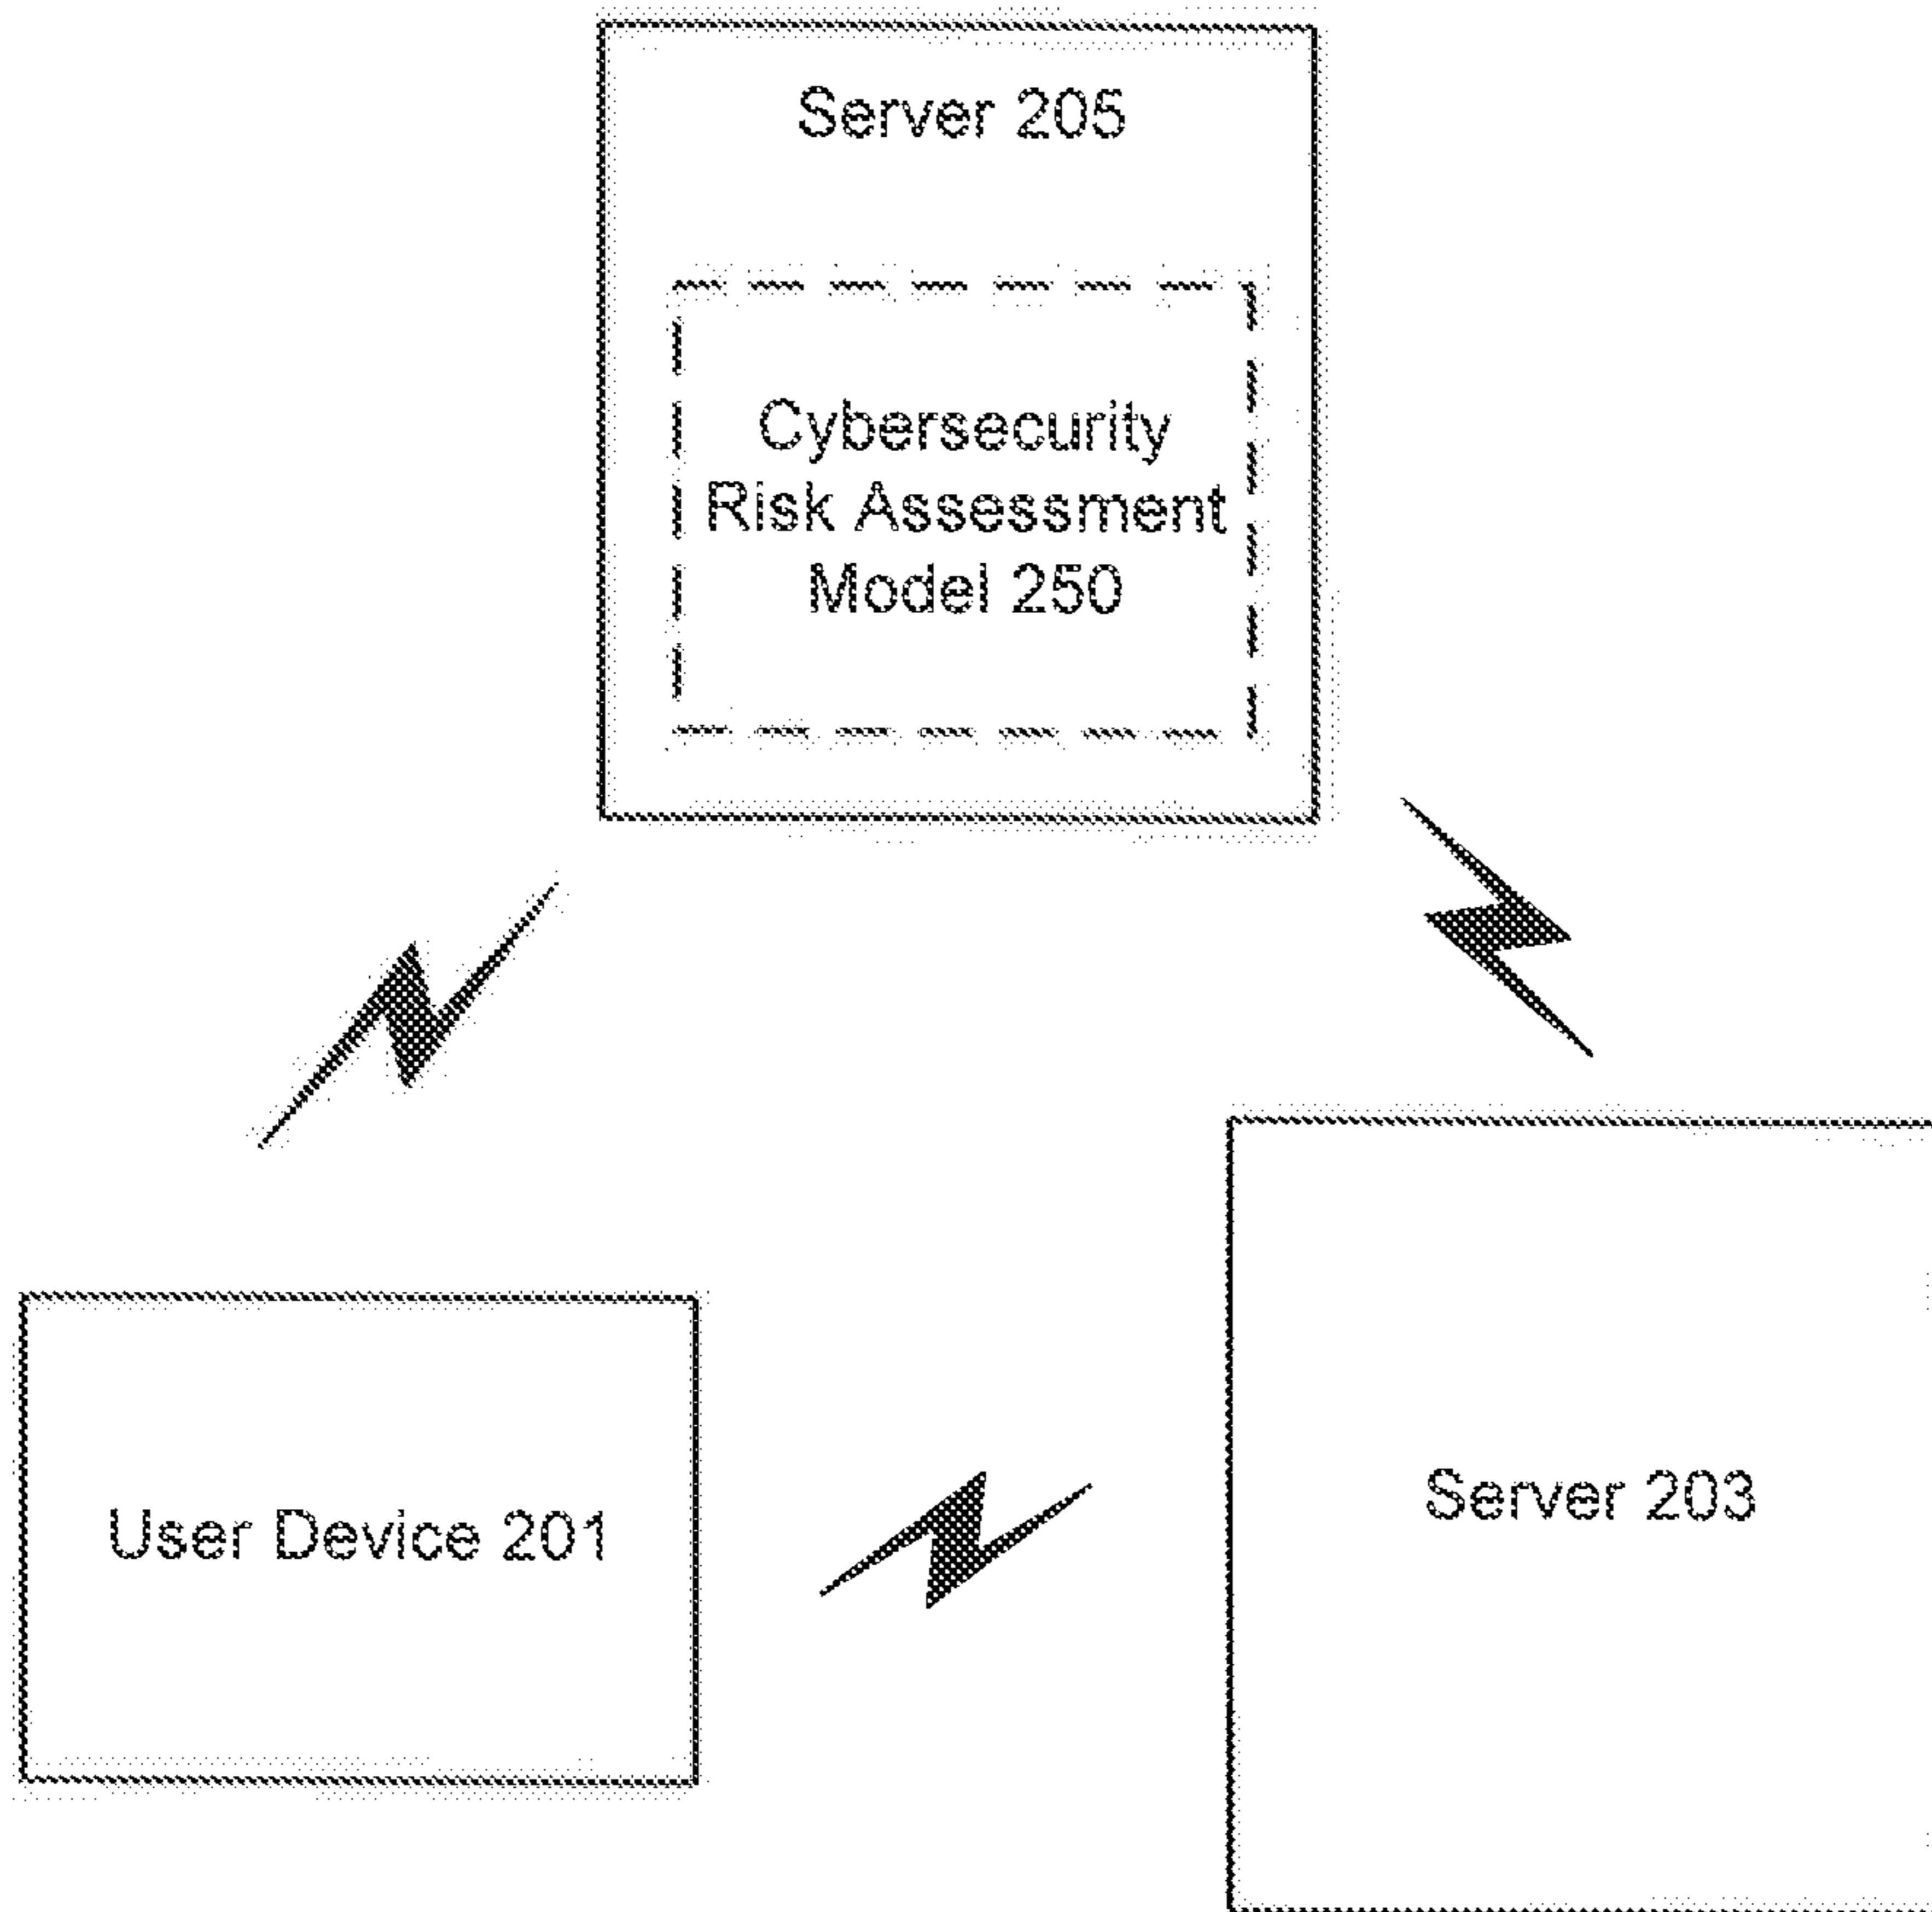 Server 205
Cybersecurity
Risk Assessment
Model 250
User Device 201
Server 203